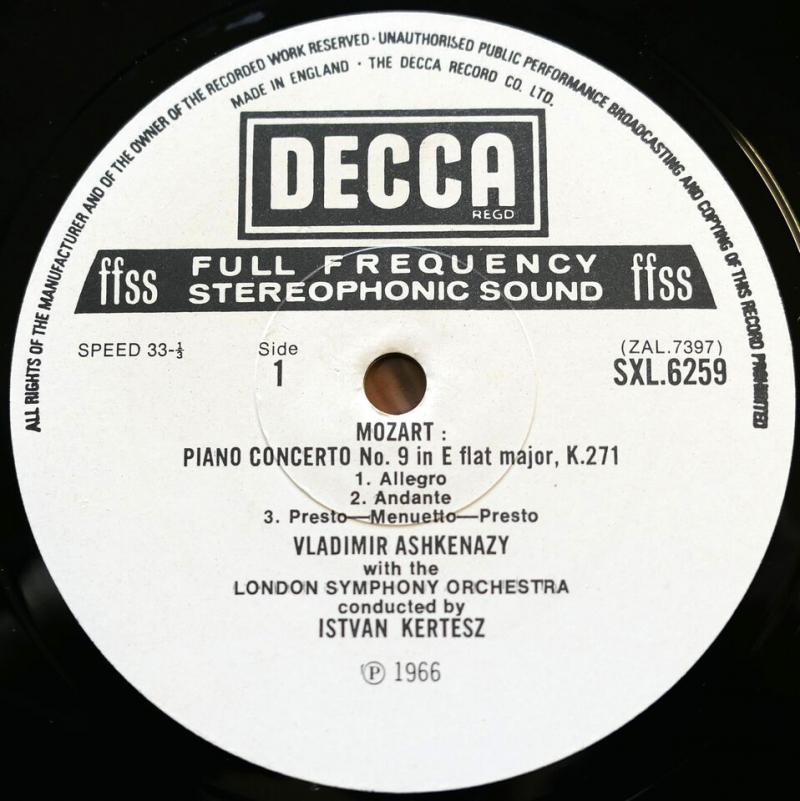 ALL RIGHTS OF THE MANUFACTURER AND OF THE OWNER OF THE RECORDED WORK RESERVED · UNAUTHORISED PUBLIC PERFORMANCE BROADCASTING AND COPYING OF THIS RECORD PROHIBITED
MADE IN ENGLAND · THE DECCA RECORD CO. LTD.
DECCA
REGD
ffss FULL FREQUENCY STEREOPHONIC SOUND ffss
SPEED 33-⅓ Side 1 (ZAL.7397)
SXL.6259
MOZART :
PIANO CONCERTO No. 9 in E flat major, K.271
1. Allegro
2. Andante
3. Presto—Menuetto—Presto
VLADIMIR ASHKENAZY
with the
LONDON SYMPHONY ORCHESTRA
conducted by
ISTVAN KERTESZ
℗ 1966